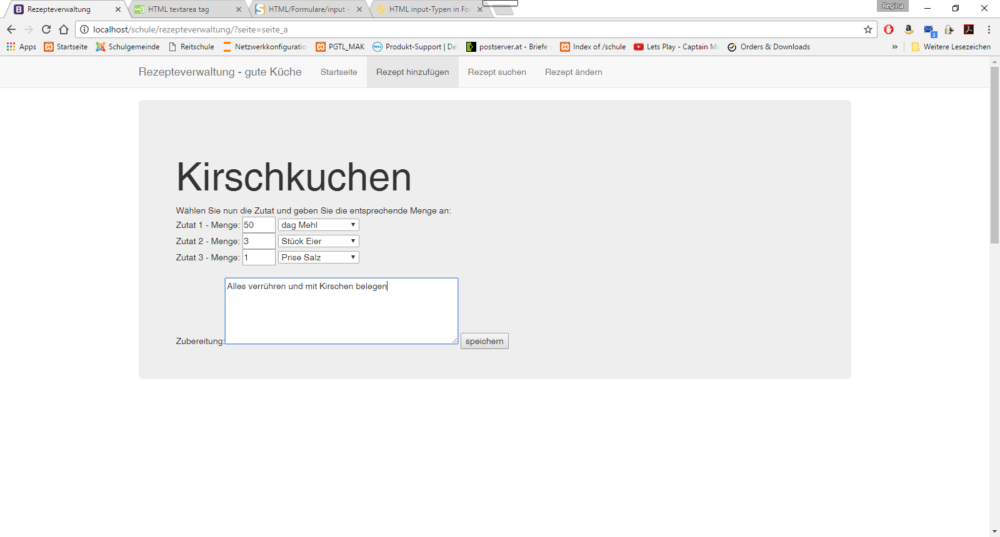 Rezepteverwaltung
HTML textarea tag
HTML/Formulare/input –
HTML input-Typen in For
Regina
localhost/schule/rezepteverwaltung/?seite=seite_a
Apps Startseite Schulgemeinde Reitschule Netzwerkkonfiguratio PGTL_MAK Produkt-Support | De postserver.at - Briefe Index of /schule Lets Play - Captain Mo Orders & Downloads » Weitere Lesezeichen
Rezepteverwaltung - gute Küche Startseite Rezept hinzufügen Rezept suchen Rezept ändern
Kirschkuchen
Wählen Sie nun die Zutat und geben Sie die entsprechende Menge an:
Zutat 1 - Menge: 50 dag Mehl
Zutat 2 - Menge: 3 Stück Eier
Zutat 3 - Menge: 1 Prise Salz
Alles verrühren und mit Kirschen belegen
Zubereitung: speichern